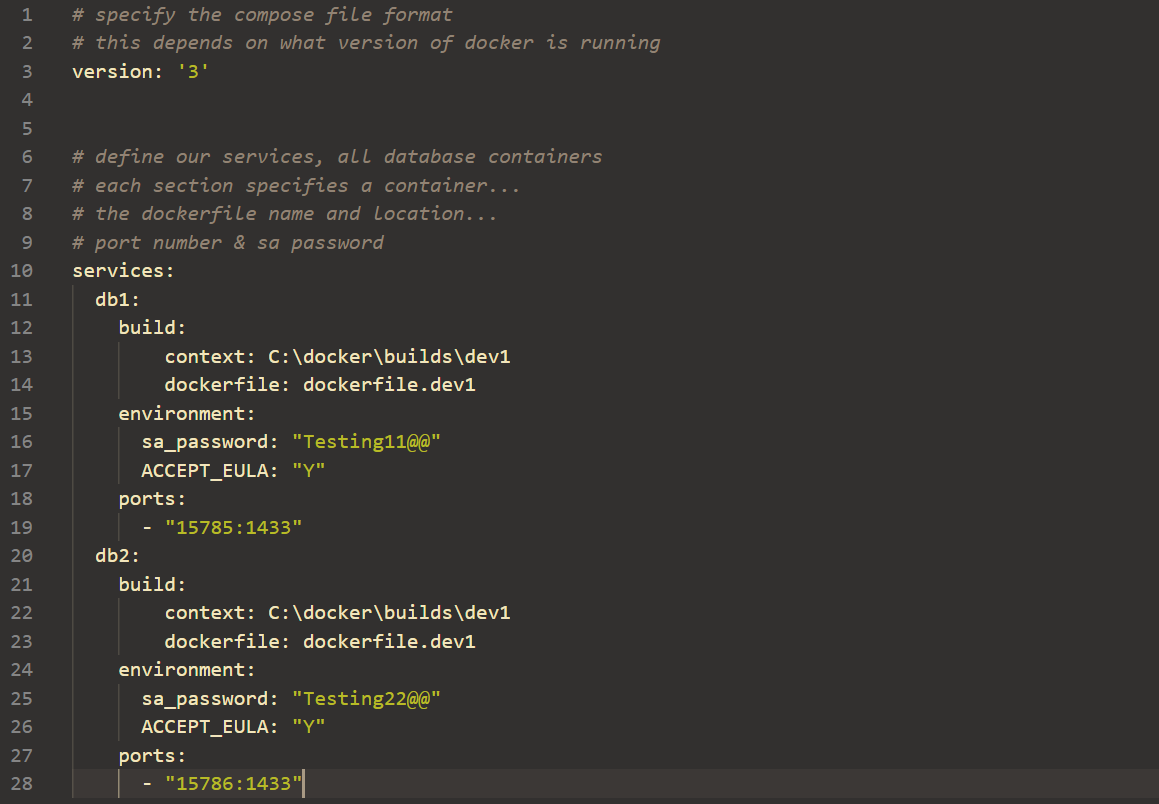 1 # specify the compose file format
2 # this depends on what version of docker is running
3 version: '3'
4
5
6 # define our services, all database containers
7 # each section specifies a container...
8 # the dockerfile name and location...
9 # port number & sa password
10 services:
11   db1:
12     build:
13         context: C:\docker\builds\dev1
14         dockerfile: dockerfile.dev1
15     environment:
16       sa_password: "Testing11@@"
17       ACCEPT_EULA: "Y"
18     ports:
19       - "15785:1433"
20   db2:
21     build:
22         context: C:\docker\builds\dev1
23         dockerfile: dockerfile.dev1
24     environment:
25       sa_password: "Testing22@@"
26       ACCEPT_EULA: "Y"
27     ports:
28       - "15786:1433"